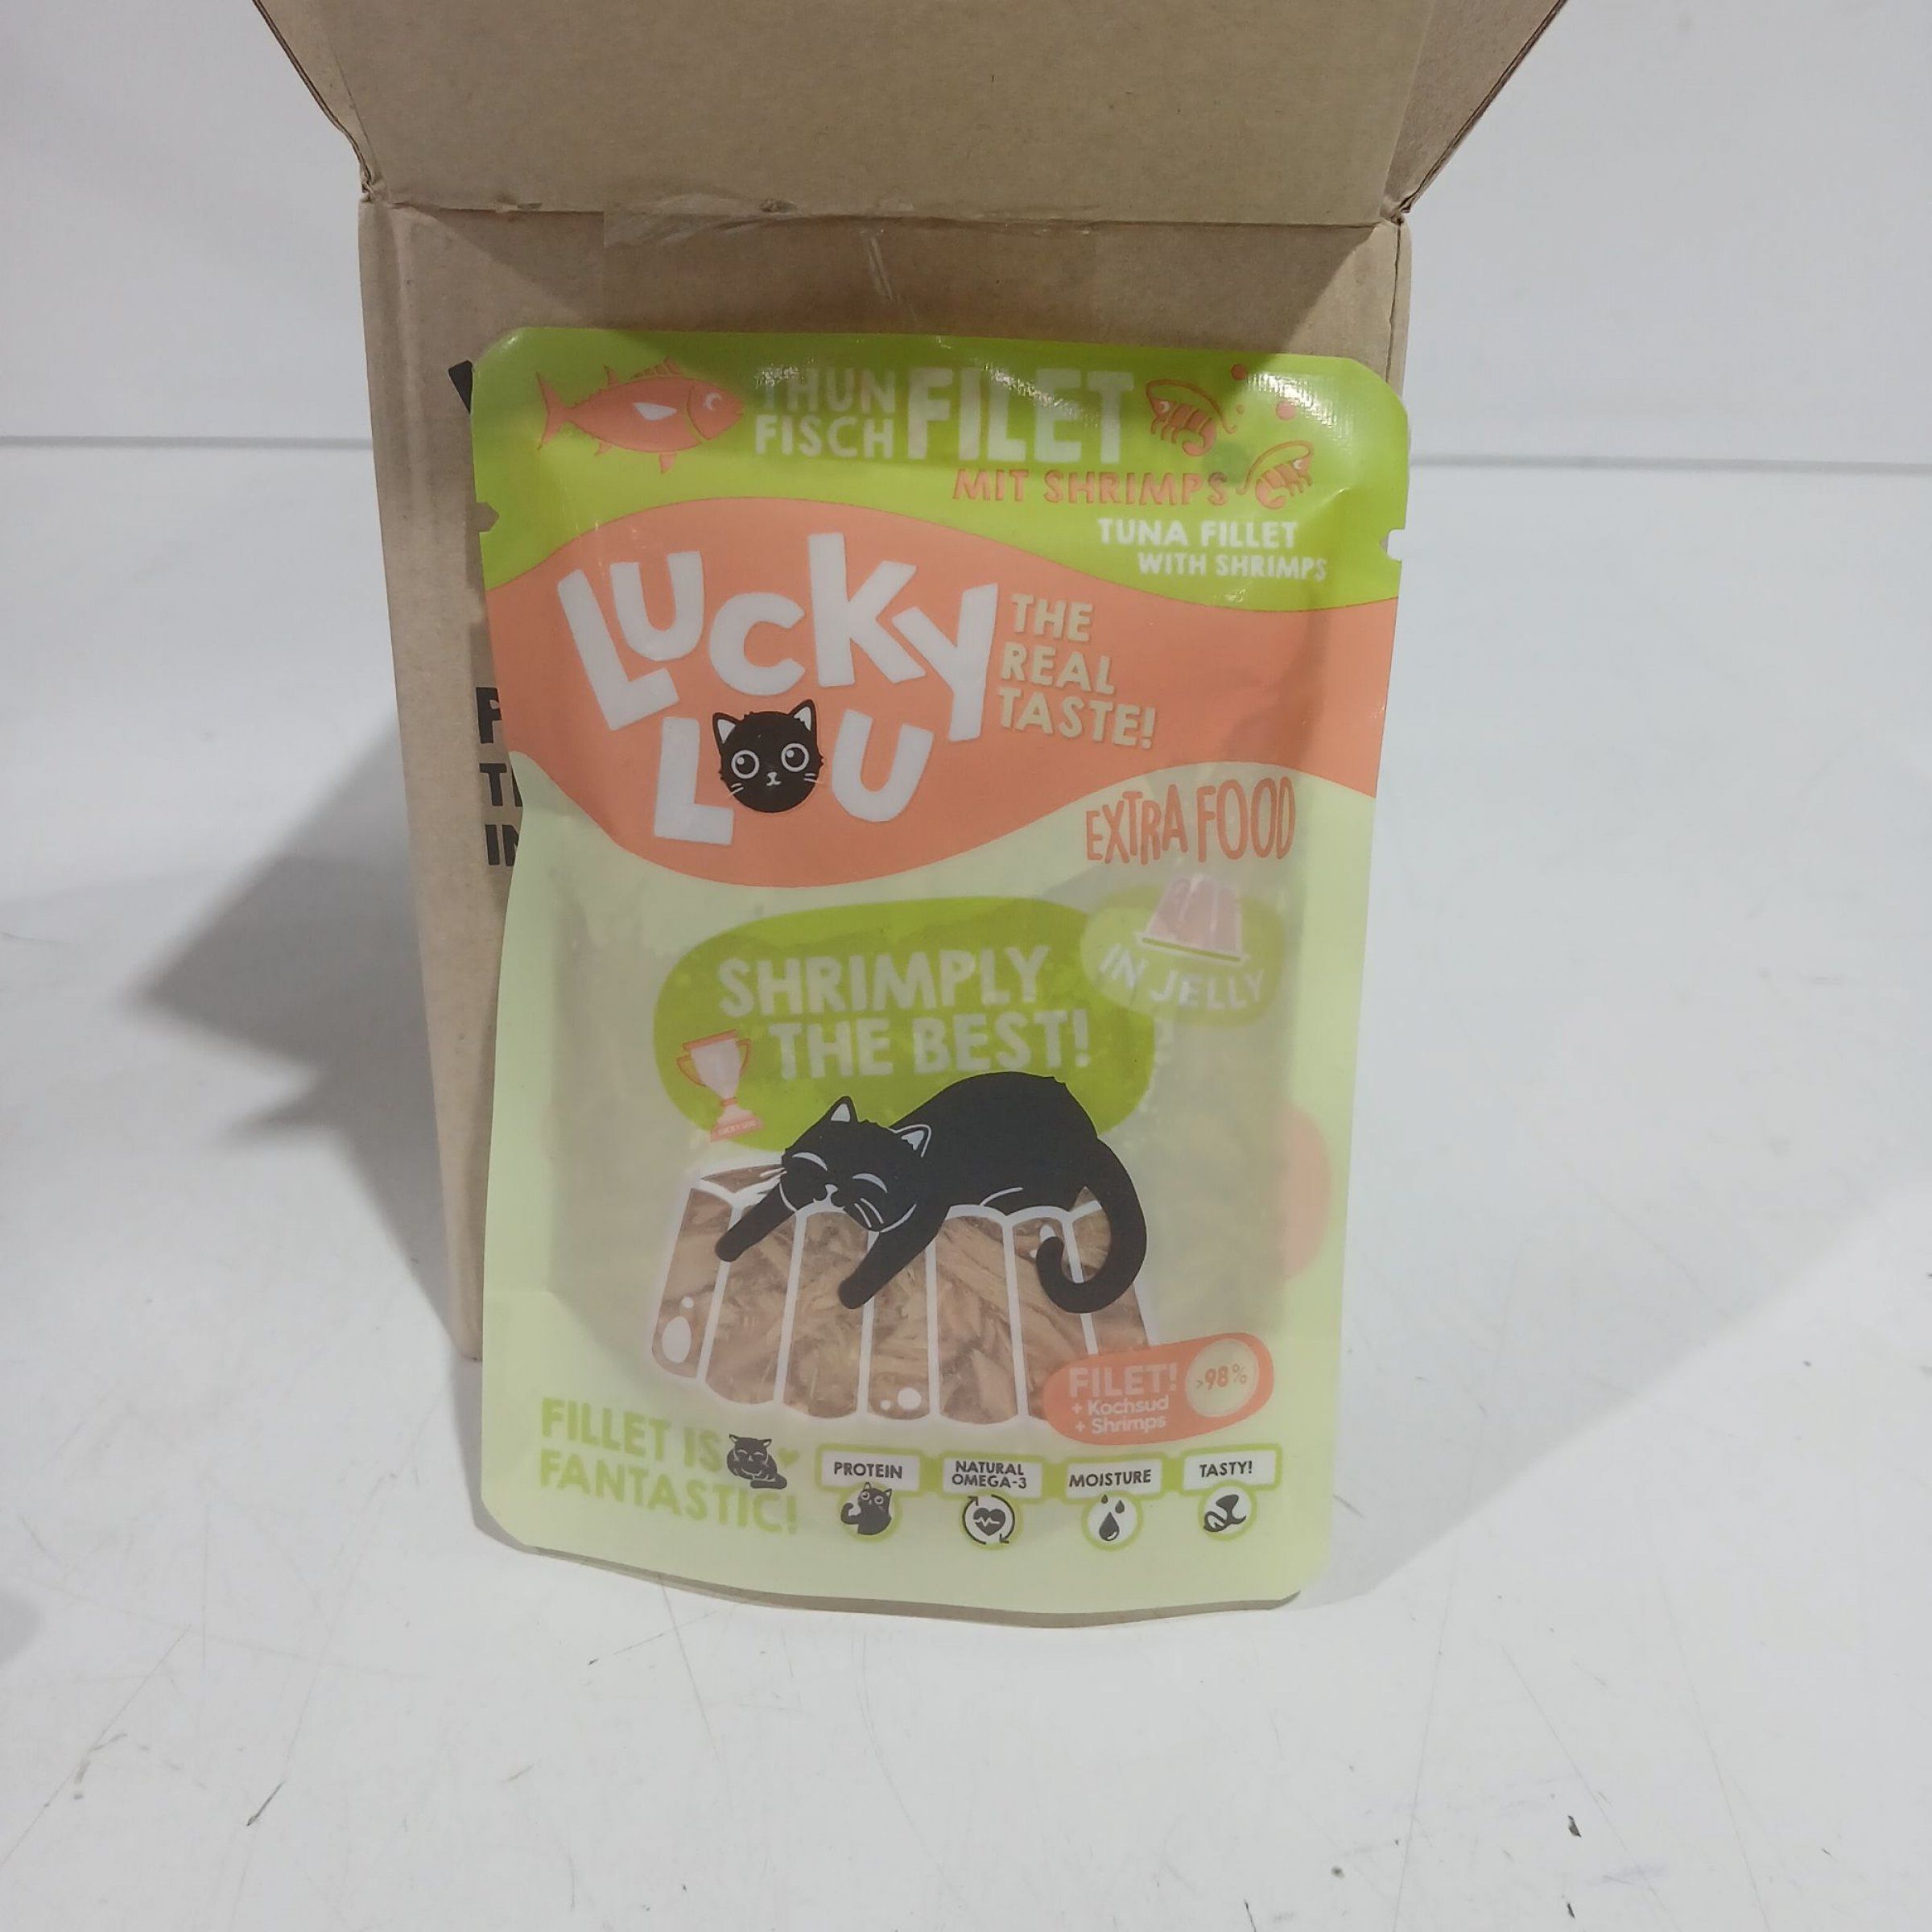 THUN
FISCH
FILET
MIT SHRIMPS
TUNA FILLET
WITH SHRIMPS
LUCKY
LOU
THE
REAL
TASTE!
EXTRA FOOD
IN JELLY
SHRIMPLY
THE BEST!
FILET!
+ Kochsud
+ Shrimps
>98%
FILLET IS
FANTASTIC!
PROTEIN
NATURAL
OMEGA-3
MOISTURE
TASTY!